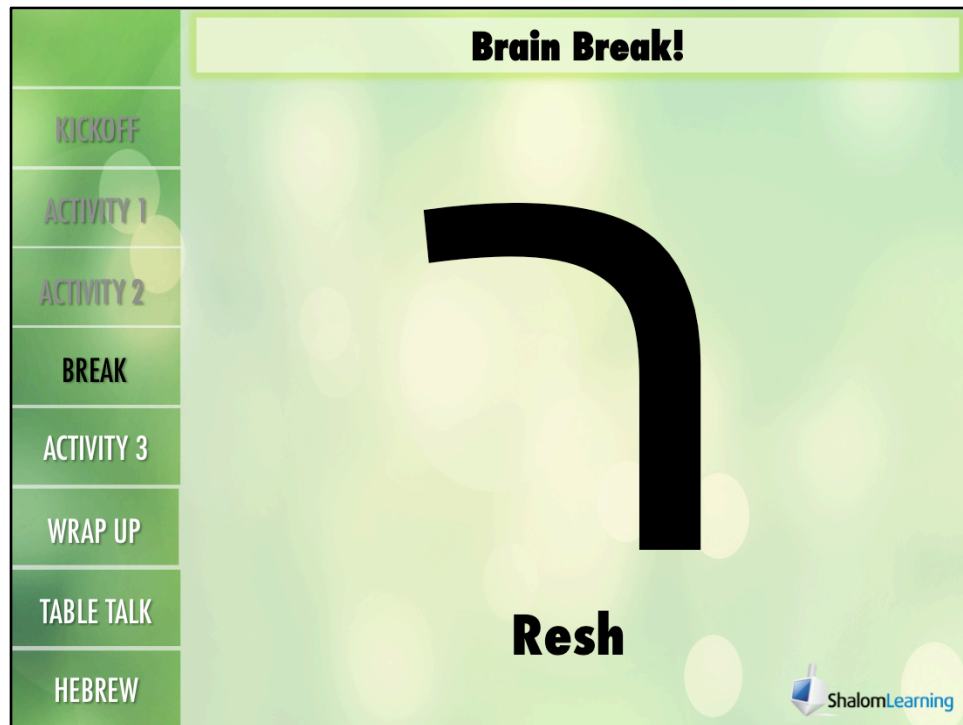 Brain Break!
KICKOFF
ACTIVITY 1
ACTIVITY 2
BREAK
ACTIVITY 3
WRAP UP
TABLE TALK
HEBREW
ר
Resh
ShalomLearning